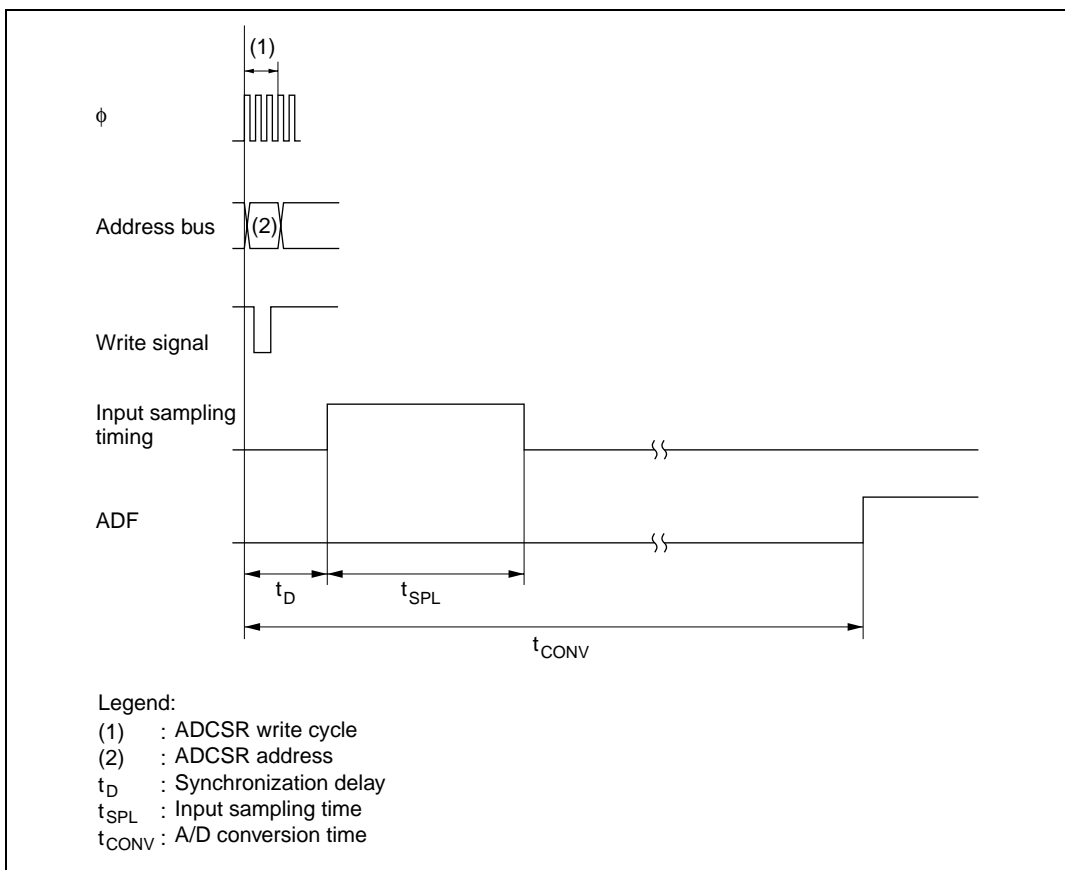 (1)
ϕ
Address bus
(2)
Write signal
Input sampling
timing
ADF
tD
tSPL
tCONV
Legend:
(1) : ADCSR write cycle
(2) : ADCSR address
tD : Synchronization delay
tSPL : Input sampling time
tCONV : A/D conversion time